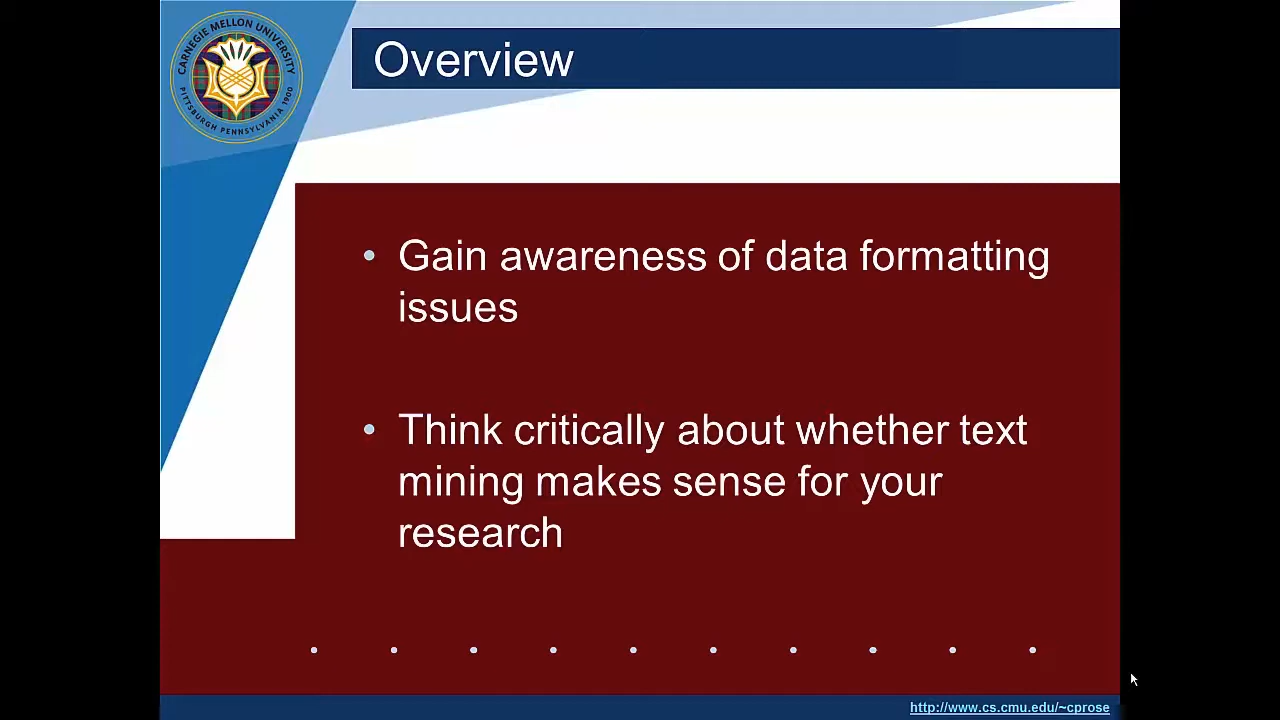 CARNEGIE MELLON UNIVERSITY
PITTSBURGH PENNSYLVANIA 1900
Overview
• Gain awareness of data formatting
issues
• Think critically about whether text
mining makes sense for your
research
http://www.cs.cmu.edu/~cprose